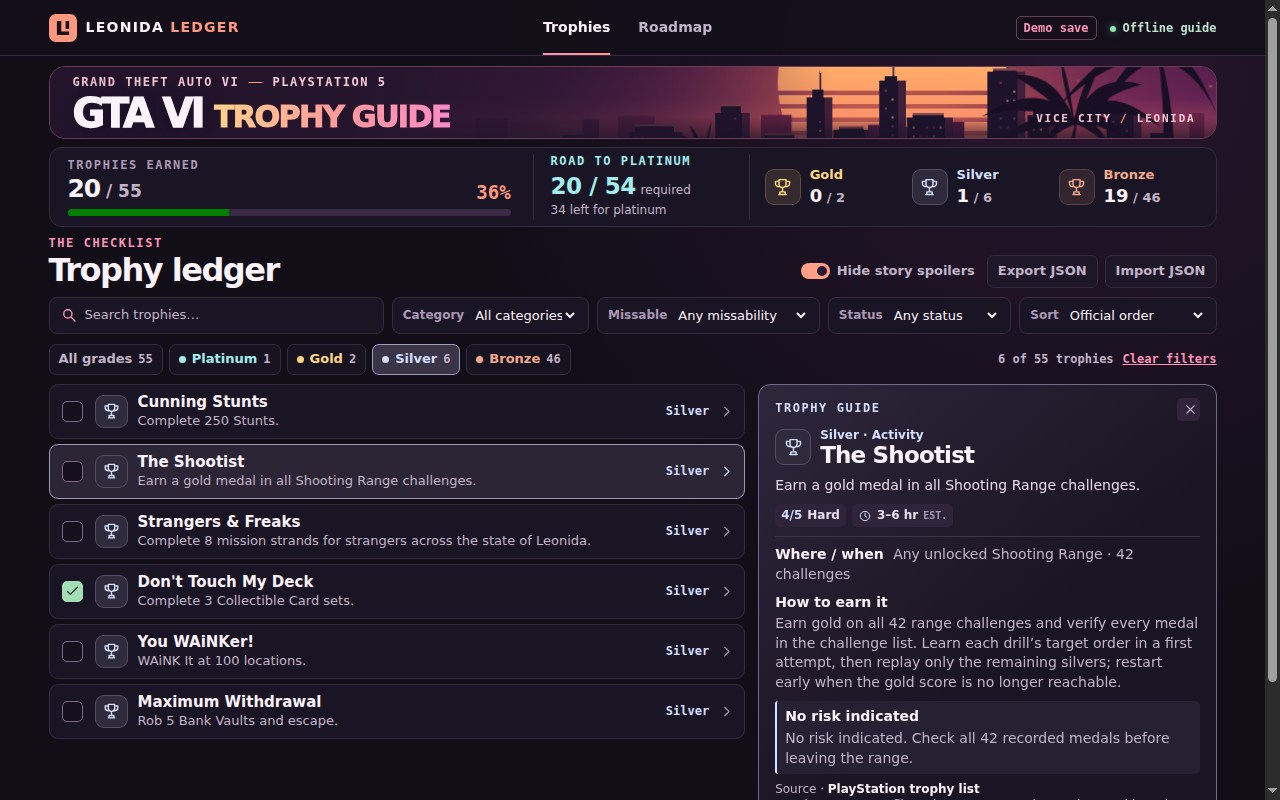 LEONIDA LEDGER
Trophies
Roadmap
Demo save
Offline guide
GRAND THEFT AUTO VI — PLAYSTATION 5
GTA VI TROPHY GUIDE
VICE CITY / LEONIDA
TROPHIES EARNED
20 / 55
36%
ROAD TO PLATINUM
20 / 54 required
34 left for platinum
Gold
0 / 2
Silver
1 / 6
Bronze
19 / 46
THE CHECKLIST
Trophy ledger
Hide story spoilers
Export JSON
Import JSON
Search trophies…
Category All categories
Missable Any missability
Status Any status
Sort Official order
All grades 55
Platinum 1
Gold 2
Silver 6
Bronze 46
6 of 55 trophies
Clear filters
Cunning Stunts
Complete 250 Stunts.
Silver
The Shootist
Earn a gold medal in all Shooting Range challenges.
Silver
Strangers & Freaks
Complete 8 mission strands for strangers across the state of Leonida.
Silver
Don't Touch My Deck
Complete 3 Collectible Card sets.
Silver
You WAiNKer!
WAiNK It at 100 locations.
Silver
Maximum Withdrawal
Rob 5 Bank Vaults and escape.
Silver
TROPHY GUIDE
Silver · Activity
The Shootist
Earn a gold medal in all Shooting Range challenges.
4/5 Hard
3–6 hr EST.
Where / when Any unlocked Shooting Range · 42
challenges
How to earn it
Earn gold on all 42 range challenges and verify every medal
in the challenge list. Learn each drill’s target order in a first
attempt, then replay only the remaining silvers; restart
early when the gold score is no longer reachable.
No risk indicated
No risk indicated. Check all 42 recorded medals before
leaving the range.
Source · PlayStation trophy list